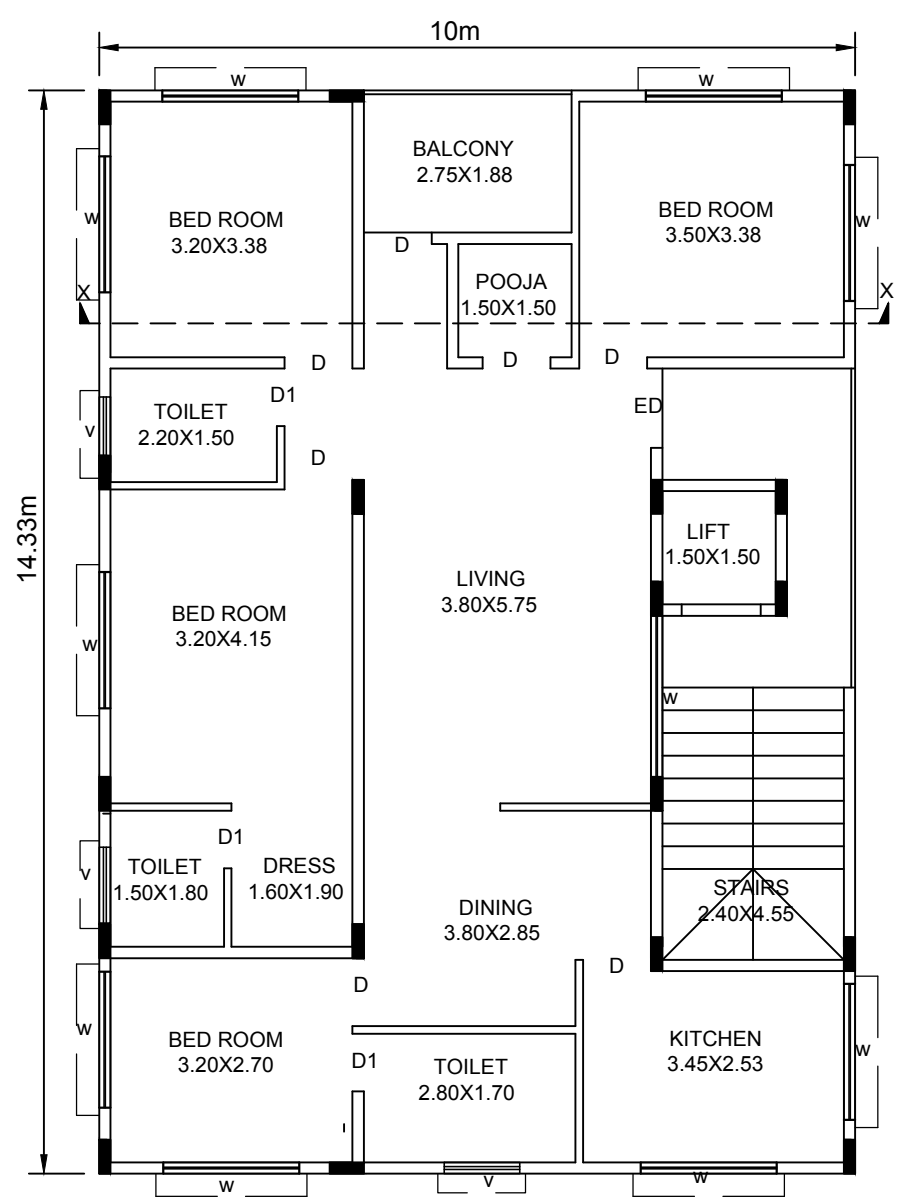 10m
w
w
BALCONY
2.75X1.88
w
BED ROOM
3.20X3.38
BED ROOM
3.50X3.38
w
D
POOJA
1.50X1.50
X
X
D
D
D
D1
ED
TOILET
2.20X1.50
v
D
14.33m
LIFT
1.50X1.50
LIVING
3.80X5.75
BED ROOM
3.20X4.15
w
w
D1
TOILET
1.50X1.80
v
DRESS
1.60X1.90
STAIRS
2.40X4.55
DINING
3.80X2.85
D
D
w
BED ROOM
3.20X2.70
D1
TOILET
2.80X1.70
KITCHEN
3.45X2.53
w
w
v
w